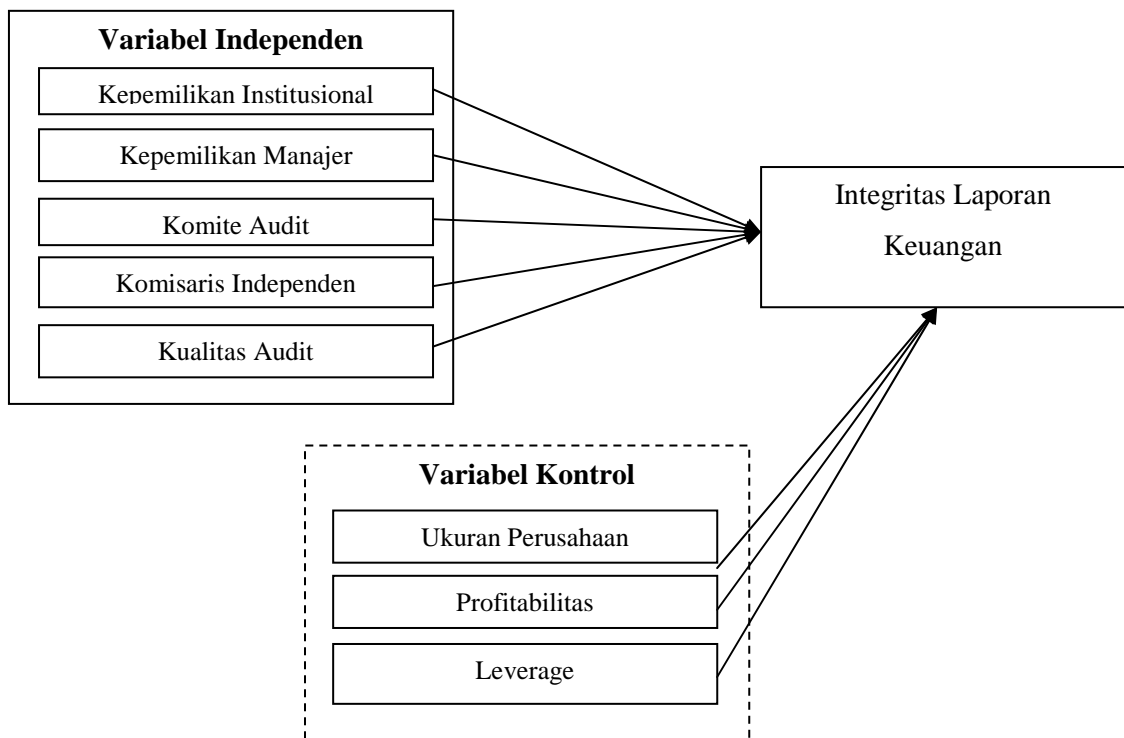 Variabel Independen
Kepemilikan Institusional
Kepemilikan Manajer
Komite Audit
Komisaris Independen
Kualitas Audit
Integritas Laporan
Keuangan
Variabel Kontrol
Ukuran Perusahaan
Profitabilitas
Leverage